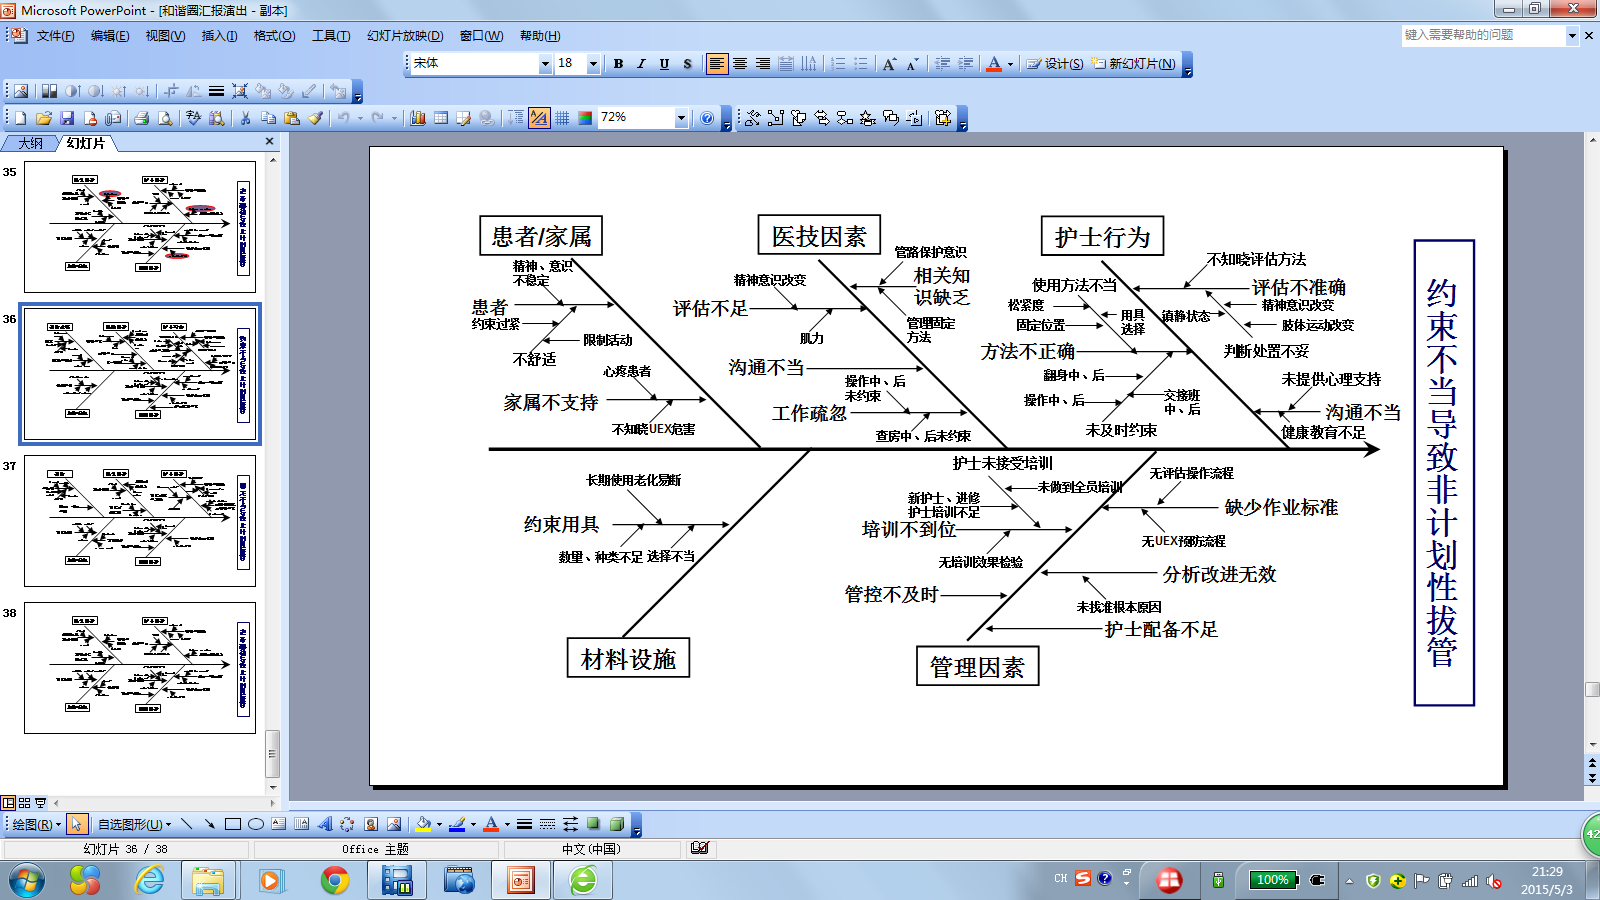 Microsoft PowerPoint - [和谐圈汇报演出 - 副本]
文件(F) 编辑(E) 视图(V) 插入(I) 格式(O) 工具(T) 幻灯片放映(D) 窗口(W) 帮助(H)
键入需要帮助的问题
宋体 18 B I U S 设计(S) 新幻灯片(N)
72%
大纲 幻灯片
35
36
37
38
患者/家属
医技因素
护士行为
精神、意识
不稳定
患者
约束过紧
限制活动
不舒适
心疼患者
家属不支持
不知晓UEX危害
精神意识改变
评估不足
肌力
管路保护意识
相关知
识缺乏
管理固定
方法
沟通不当
操作中、后
未约束
工作疏忽
查房中、后未约束
不知晓评估方法
使用方法不当
评估不准确
松紧度
用具
选择
固定位置
镇静状态
精神意识改变
肢体运动改变
方法不正确
判断处置不妥
翻身中、后
未提供心理支持
操作中、后
交接班
中、后
沟通不当
未及时约束
健康教育不足
长期使用老化易断
约束用具
数量、种类不足
选择不当
护士未接受培训
未做到全员培训
新护士、进修
护士培训不足
培训不到位
无培训效果检验
无评估操作流程
缺少作业标准
无UEX预防流程
分析改进无效
管控不及时
未找准根本原因
护士配备不足
材料设施
管理因素
约束不当导致非计划性拔管
绘图(R) 自选图形(U)
幻灯片 36 / 38 Office 主题 中文(中国)
CH 100% 21:29
2015/5/3
42